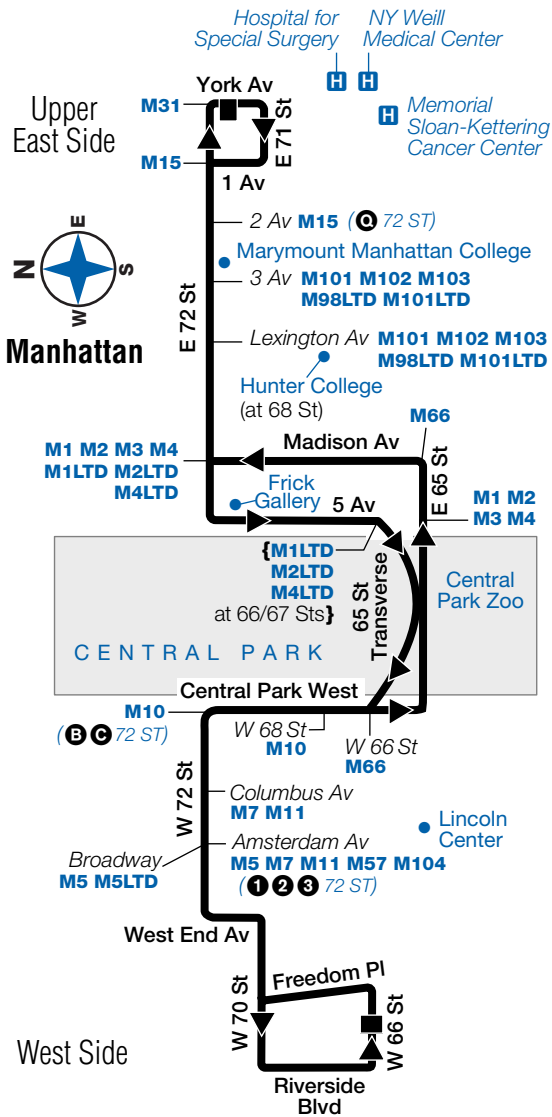 Hospital for
Special Surgery
NY Weill
Medical Center
H
H
H
Memorial
Sloan-Kettering
Cancer Center
Upper
East Side
York Av
M31
E 71 St
M15
1 Av
2 Av M15 (Q 72 ST)
Marymount Manhattan College
3 Av M101 M102 M103
M98LTD M101LTD
E
N
S
W
Manhattan
E 72 St
Lexington Av M101 M102 M103
M98LTD M101LTD
Hunter College
(at 68 St)
M66
Madison Av
M1 M2 M3 M4
M1LTD M2LTD
M4LTD
E 65 St
Frick
Gallery
5 Av
M1 M2
M3 M4
{M1LTD
M2LTD
M4LTD
at 66/67 Sts}
65 St
Transverse
Central
Park Zoo
CENTRAL PARK
Central Park West
M10
(B C 72 ST)
W 68 St
M10
W 66 St
M66
W 72 St
Columbus Av
M7 M11
Lincoln
Center
Broadway
M5 M5LTD
Amsterdam Av
M5 M7 M11 M57 M104
(1 2 3 72 ST)
West End Av
Freedom Pl
W 70 St
W 66 St
West Side
Riverside
Blvd